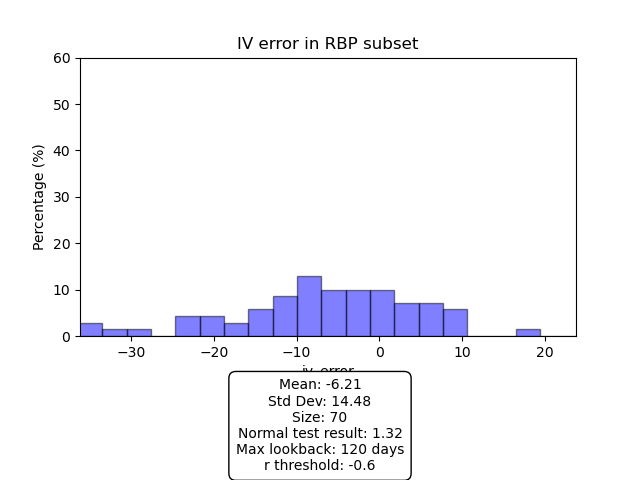 IV error in RBP subset
Percentage (%)
60
50
40
30
20
10
0
−30
−20
−10
0
10
20
iv_error
Mean: -6.21
Std Dev: 14.48
Size: 70
Normal test result: 1.32
Max lookback: 120 days
r threshold: -0.6